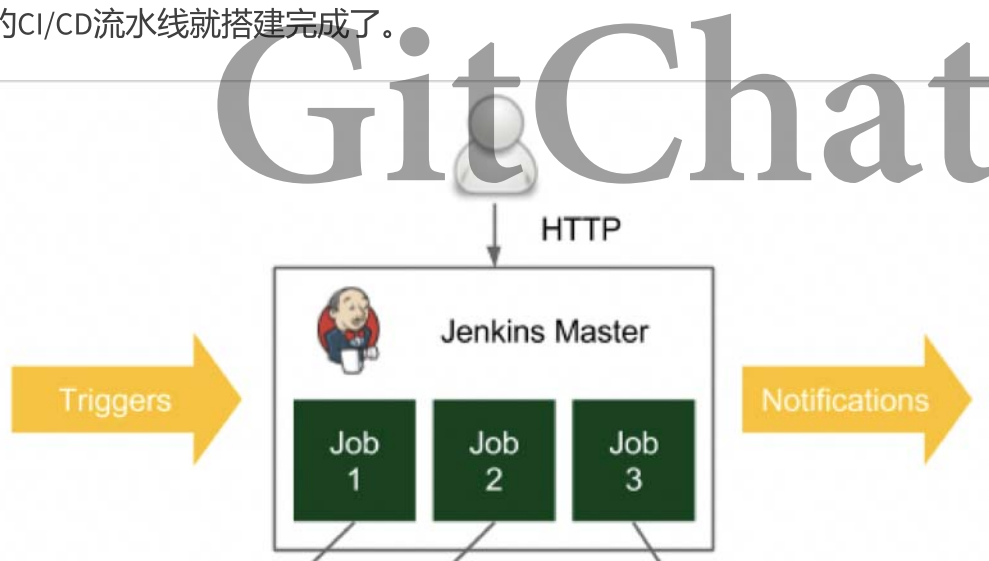 的CI/CD流水线就搭建完成了。
GitChat
HTTP
Jenkins Master
Triggers
Notifications
Job
1
Job
2
Job
3